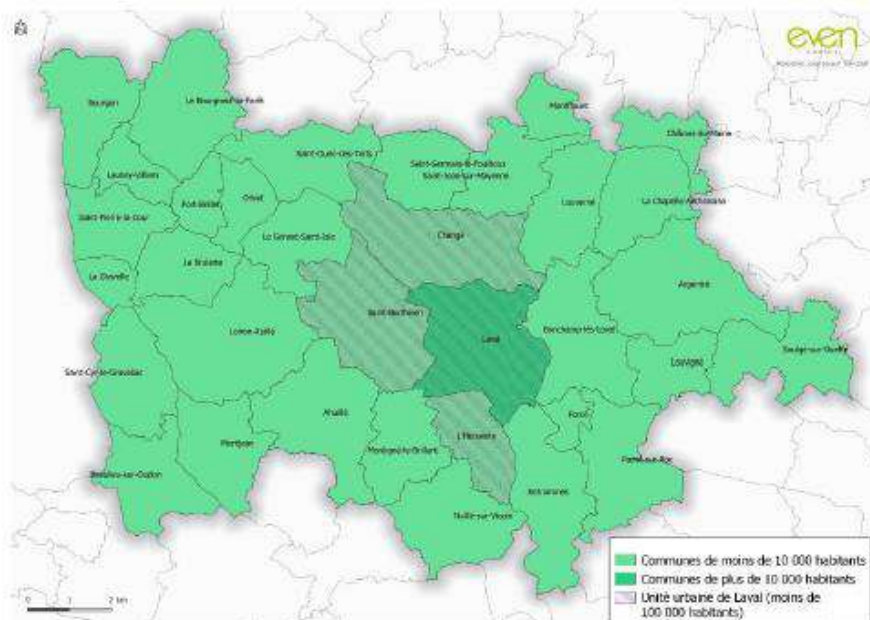 even
Bourgon
Le Bourgneuf-la-Forêt
Montflours
Châlons-du-Maine
Saint-Ouën-des-Toits
Saint-Germain-le-Fouilloux
Saint-Jean-sur-Mayenne
Launay-Villiers
Port-Brillet
Olivet
Louverné
La Chapelle-Anthenaise
Saint-Pierre-la-Cour
Le Genest-Saint-Isle
Changé
La Brûlatte
La Gravelle
Argentré
Saint-Berthevin
Loiron-Ruillé
Laval
Bonchamp-lès-Laval
Soulgé-sur-Ouette
Louvigné
Saint-Cyr-le-Gravelais
Ahuillé
Forcé
L'Huisserie
Montjean
Montigné-le-Brillant
Parné-sur-Roc
Beaulieu-sur-Oudon
Entrammes
Nuillé-sur-Vicoin
Communes de moins de 10 000 habitants
Communes de plus de 10 000 habitants
Unité urbaine de Laval (moins de
100 000 habitants)
0 1 2 km